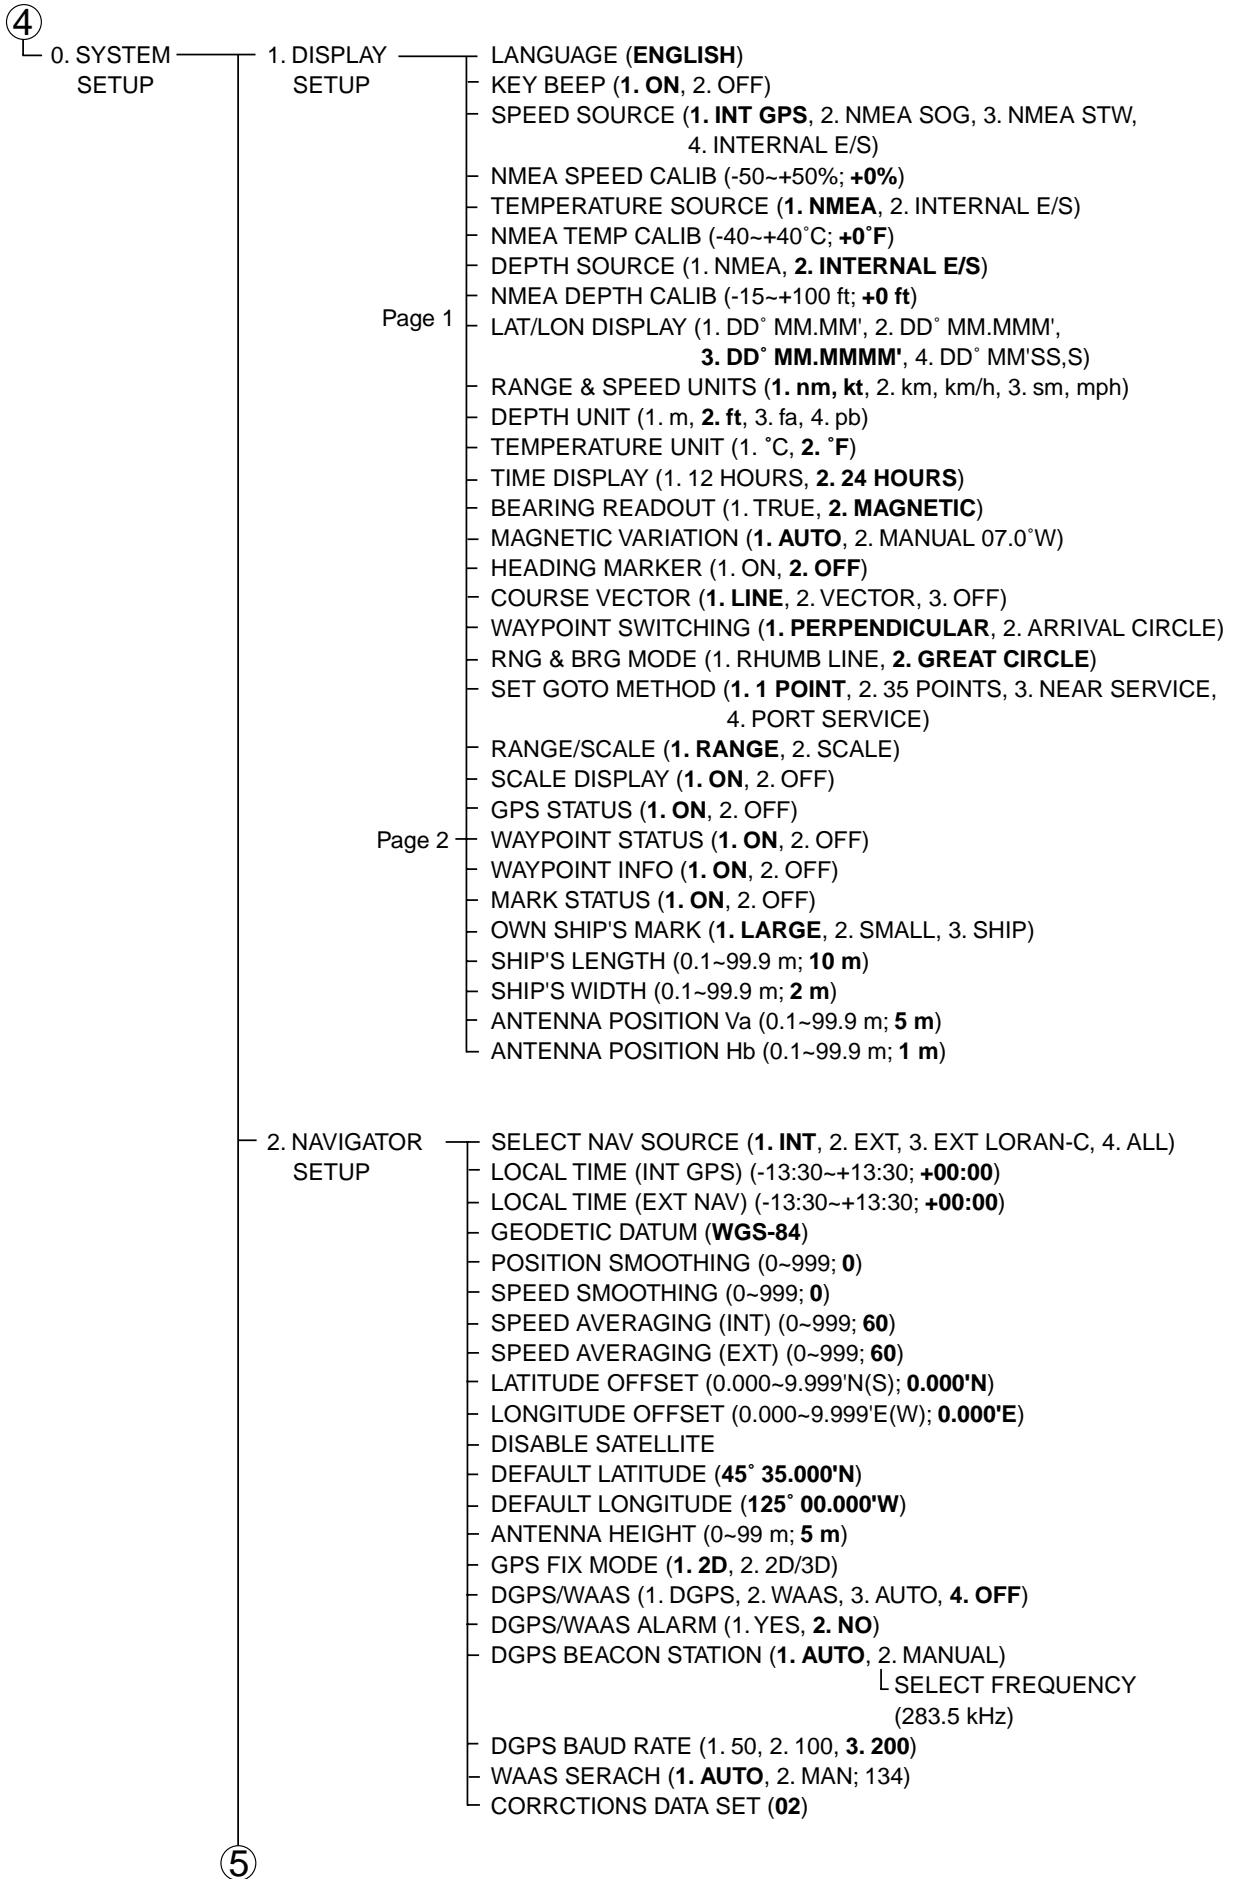 4
0. SYSTEM SETUP
1. DISPLAY SETUP
LANGUAGE (ENGLISH)
KEY BEEP (1. ON, 2. OFF)
SPEED SOURCE (1. INT GPS, 2. NMEA SOG, 3. NMEA STW,
4. INTERNAL E/S)
NMEA SPEED CALIB (-50~+50%; +0%)
TEMPERATURE SOURCE (1. NMEA, 2. INTERNAL E/S)
NMEA TEMP CALIB (-40~+40˚C; +0˚F)
DEPTH SOURCE (1. NMEA, 2. INTERNAL E/S)
NMEA DEPTH CALIB (-15~+100 ft; +0 ft)
Page 1
LAT/LON DISPLAY (1. DD˚ MM.MM', 2. DD˚ MM.MMM',
3. DD˚ MM.MMMM', 4. DD˚ MM'SS,S)
RANGE & SPEED UNITS (1. nm, kt, 2. km, km/h, 3. sm, mph)
DEPTH UNIT (1. m, 2. ft, 3. fa, 4. pb)
TEMPERATURE UNIT (1. ˚C, 2. ˚F)
TIME DISPLAY (1. 12 HOURS, 2. 24 HOURS)
BEARING READOUT (1. TRUE, 2. MAGNETIC)
MAGNETIC VARIATION (1. AUTO, 2. MANUAL 07.0˚W)
HEADING MARKER (1. ON, 2. OFF)
COURSE VECTOR (1. LINE, 2. VECTOR, 3. OFF)
WAYPOINT SWITCHING (1. PERPENDICULAR, 2. ARRIVAL CIRCLE)
RNG & BRG MODE (1. RHUMB LINE, 2. GREAT CIRCLE)
SET GOTO METHOD (1. 1 POINT, 2. 35 POINTS, 3. NEAR SERVICE,
4. PORT SERVICE)
RANGE/SCALE (1. RANGE, 2. SCALE)
SCALE DISPLAY (1. ON, 2. OFF)
GPS STATUS (1. ON, 2. OFF)
Page 2
WAYPOINT STATUS (1. ON, 2. OFF)
WAYPOINT INFO (1. ON, 2. OFF)
MARK STATUS (1. ON, 2. OFF)
OWN SHIP'S MARK (1. LARGE, 2. SMALL, 3. SHIP)
SHIP'S LENGTH (0.1~99.9 m; 10 m)
SHIP'S WIDTH (0.1~99.9 m; 2 m)
ANTENNA POSITION Va (0.1~99.9 m; 5 m)
ANTENNA POSITION Hb (0.1~99.9 m; 1 m)
2. NAVIGATOR SETUP
SELECT NAV SOURCE (1. INT, 2. EXT, 3. EXT LORAN-C, 4. ALL)
LOCAL TIME (INT GPS) (-13:30~+13:30; +00:00)
LOCAL TIME (EXT NAV) (-13:30~+13:30; +00:00)
GEODETIC DATUM (WGS-84)
POSITION SMOOTHING (0~999; 0)
SPEED SMOOTHING (0~999; 0)
SPEED AVERAGING (INT) (0~999; 60)
SPEED AVERAGING (EXT) (0~999; 60)
LATITUDE OFFSET (0.000~9.999'N(S); 0.000'N)
LONGITUDE OFFSET (0.000~9.999'E(W); 0.000'E)
DISABLE SATELLITE
DEFAULT LATITUDE (45˚ 35.000'N)
DEFAULT LONGITUDE (125˚ 00.000'W)
ANTENNA HEIGHT (0~99 m; 5 m)
GPS FIX MODE (1. 2D, 2. 2D/3D)
DGPS/WAAS (1. DGPS, 2. WAAS, 3. AUTO, 4. OFF)
DGPS/WAAS ALARM (1. YES, 2. NO)
DGPS BEACON STATION (1. AUTO, 2. MANUAL)
SELECT FREQUENCY
(283.5 kHz)
DGPS BAUD RATE (1. 50, 2. 100, 3. 200)
WAAS SERACH (1. AUTO, 2. MAN; 134)
CORRCTIONS DATA SET (02)
5